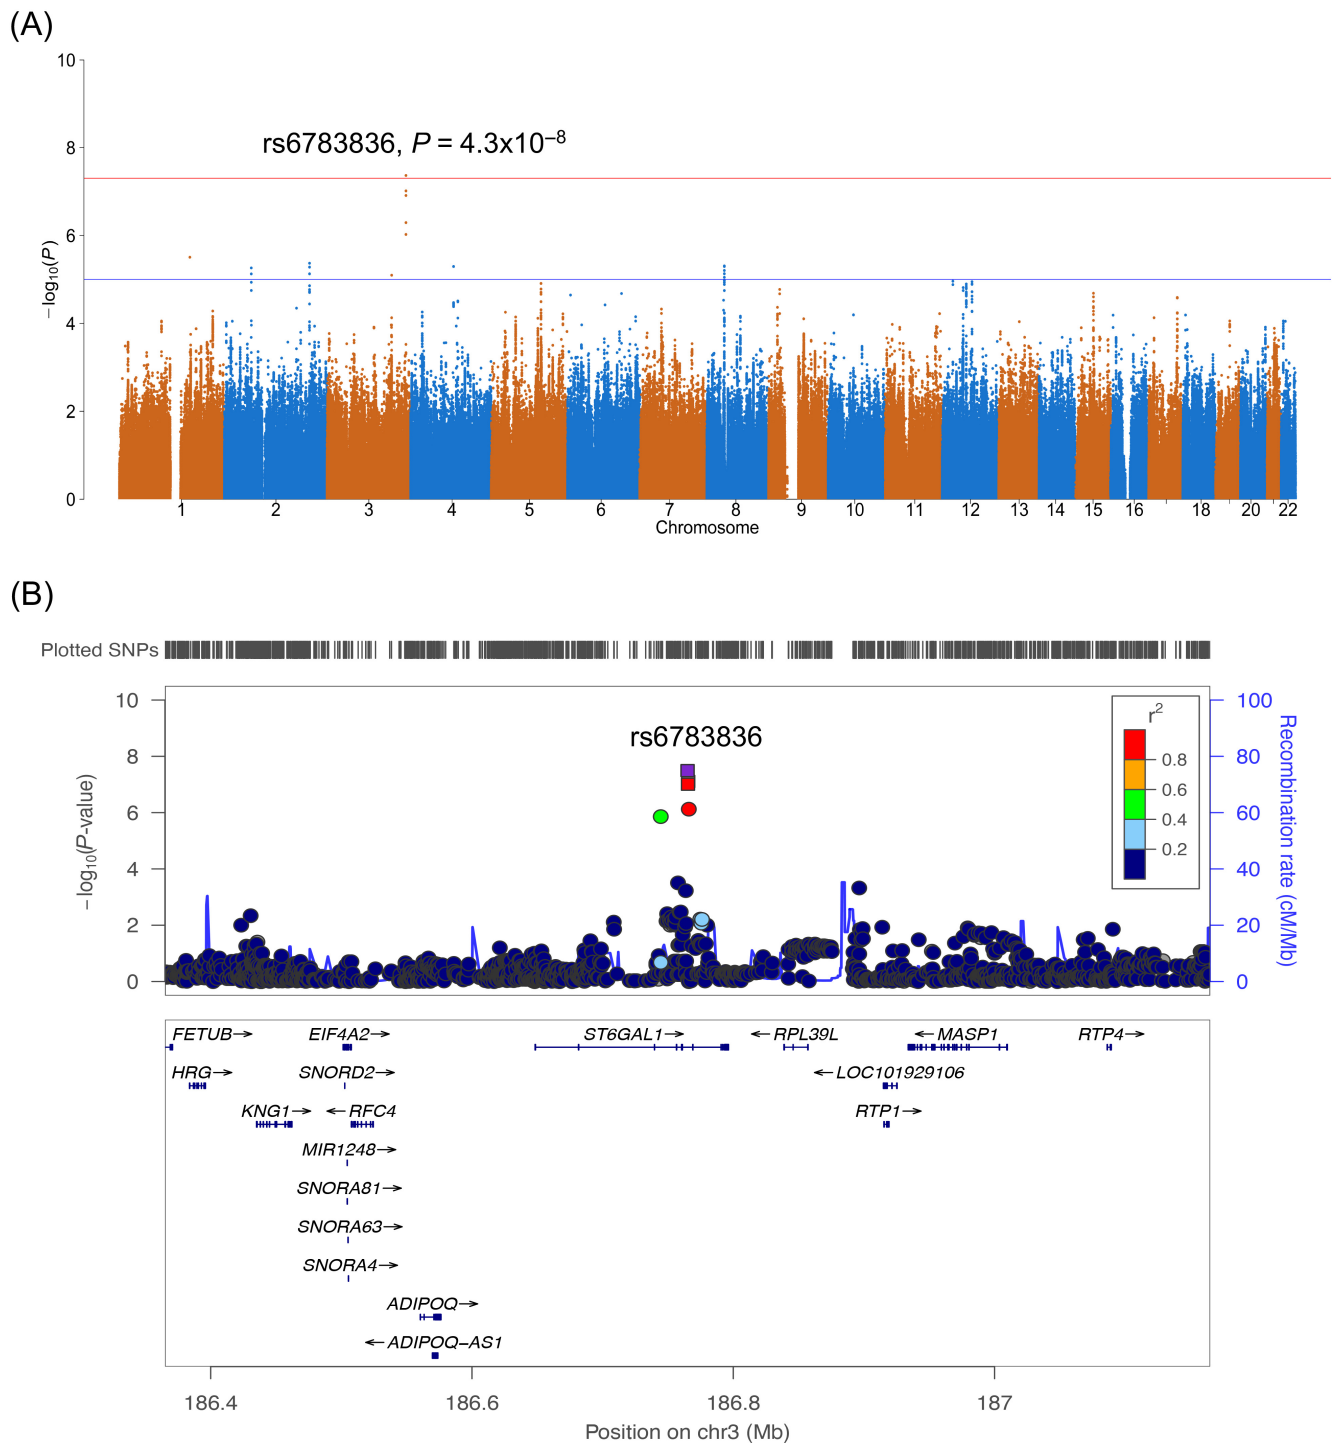 (A)
10
8
6
4
2
0
−log10(P)
rs6783836, P = 4.3x10−8
1 2 3 4 5 6 7 8 9 10 11 12 13 14 15 16 18 20 22
Chromosome
(B)
Plotted SNPs
10
8
6
4
2
0
−log10(P-value)
rs6783836
r2
0.8
0.6
0.4
0.2
100
80
60
40
20
0
Recombination rate (cM/Mb)
FETUB→ EIF4A2→ ST6GAL1→ ←RPL39L ←MASP1 RTP4→
HRG→ SNORD2→ ←LOC101929106
KNG1→ ←RFC4 RTP1→
MIR1248→
SNORA81→
SNORA63→
SNORA4→
ADIPOQ→
←ADIPOQ−AS1
186.4 186.6 186.8 187
Position on chr3 (Mb)